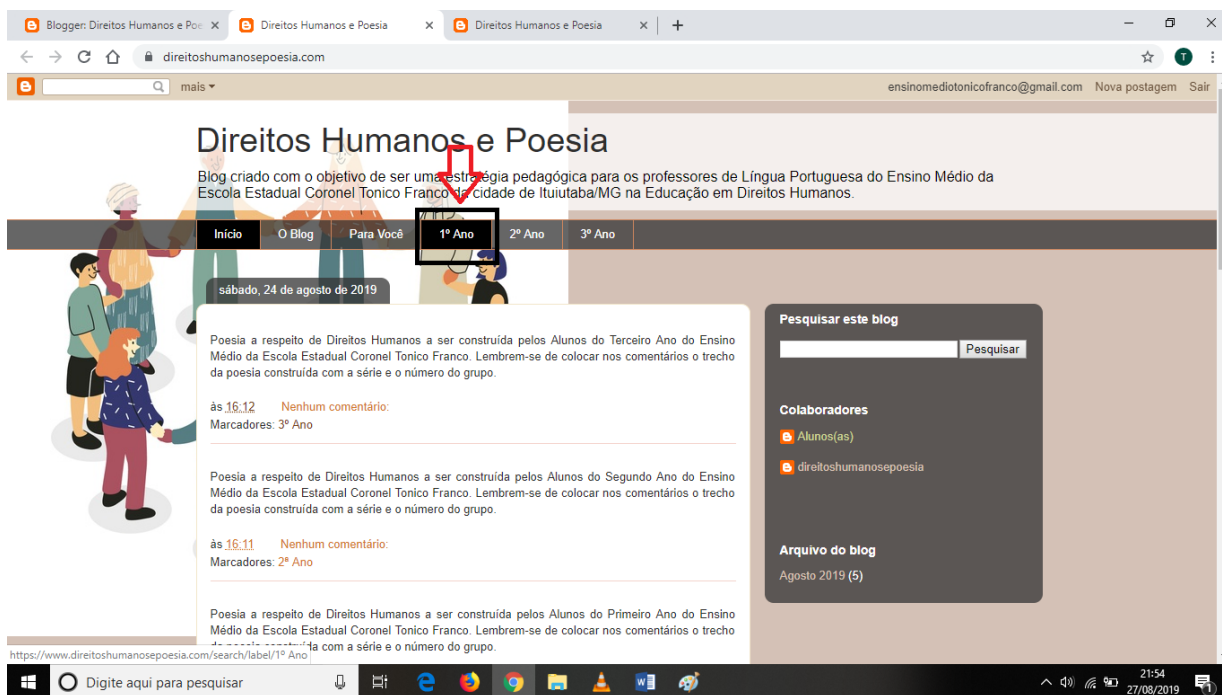 Blogger: Direitos Humanos e Poe
Direitos Humanos e Poesia
Direitos Humanos e Poesia
direitoshumanosepoesia.com
T
mais
ensinomediotonicofranco@gmail.com Nova postagem Sair
Direitos Humanos e Poesia
Blog criado com o objetivo de ser uma estratégia pedagógica para os professores de Língua Portuguesa do Ensino Médio da
Escola Estadual Coronel Tonico Franco da cidade de Ituiutaba/MG na Educação em Direitos Humanos.
Início O Blog Para Você 1º Ano 2º Ano 3º Ano
sábado, 24 de agosto de 2019
Poesia a respeito de Direitos Humanos a ser construída pelos Alunos do Terceiro Ano do Ensino
Médio da Escola Estadual Coronel Tonico Franco. Lembrem-se de colocar nos comentários o trecho
da poesia construída com a série e o número do grupo.
às 16:12 Nenhum comentário:
Marcadores: 3º Ano
Poesia a respeito de Direitos Humanos a ser construída pelos Alunos do Segundo Ano do Ensino
Médio da Escola Estadual Coronel Tonico Franco. Lembrem-se de colocar nos comentários o trecho
da poesia construída com a série e o número do grupo.
às 16:11 Nenhum comentário:
Marcadores: 2ª Ano
Poesia a respeito de Direitos Humanos a ser construída pelos Alunos do Primeiro Ano do Ensino
Médio da Escola Estadual Coronel Tonico Franco. Lembrem-se de colocar nos comentários o trecho
com a série e o número do grupo.
Pesquisar este blog
Pesquisar
Colaboradores
Alunos(as)
direitoshumanosepoesia
Arquivo do blog
Agosto 2019 (5)
https://www.direitoshumanosepoesia.com/search/label/1º Ano
Digite aqui para pesquisar
21:54
27/08/2019